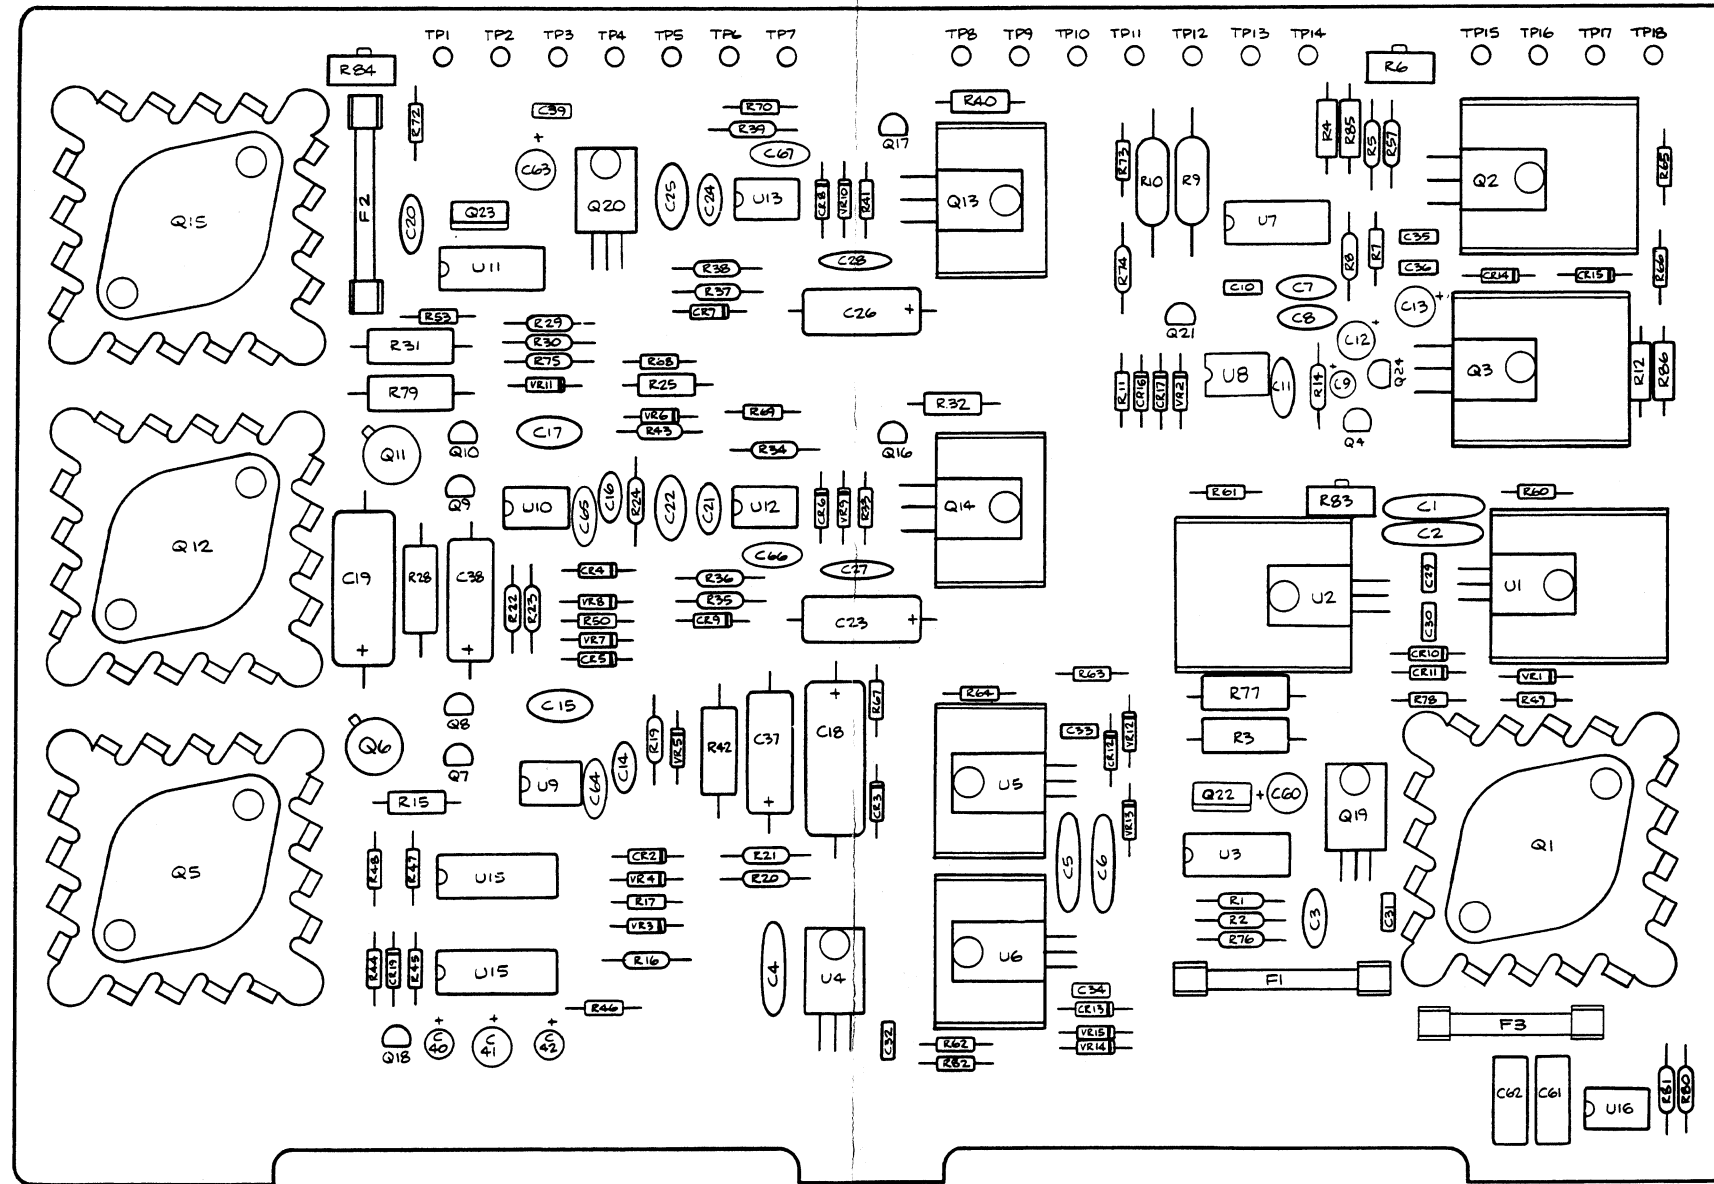 TP1 TP2 TP3 TP4 TP5 TP6 TP7 TP8 TP9 TP10 TP11 TP12 TP13 TP14 TP15 TP16 TP17 TP18
R84
R6
R72
C39
R70
R39
C67
R40
Q17
R73
R10
R9
R4
R85
R5
R57
Q2
R65
Q15
F2
C20
Q23
C63
+
Q20
C25
C24
U13
CR8
VR10
R41
Q13
U7
R8
R7
C35
C36
U11
R38
R37
CR7
C28
C26
+
R74
C10
C7
C8
C13
+
CR14
CR15
R66
R53
R31
R79
R29
R30
R75
VR11
R68
R25
VR6
R43
R69
R34
Q21
R11
CR16
CR17
VR2
U8
C11
R14
C9
+
C12
+
Q24
Q4
Q3
R12
R86
R32
Q16
Q11
Q10
Q9
C17
Q12
C19
+
R28
C38
+
U10
C65
C16
R24
C22
C21
U12
C66
CR6
VR9
R33
Q14
C27
C23
+
R22
R23
CR4
VR8
R50
VR7
CR5
R36
R35
CR9
R61
R83
R60
C1
C2
C29
C30
U2
U1
CR10
CR11
R78
VR1
R49
R77
R3
Q8
Q7
Q6
C15
R19
VR5
R42
C37
+
C18
+
R67
CR3
R64
R63
C33
CR12
VR12
VR13
U5
Q5
R15
U9
C64
C14
Q22
+
C60
Q19
Q1
R48
R47
U15
CR2
VR4
R17
VR3
R16
R21
R20
C5
C6
U3
R1
R2
R76
C3
C31
R44
CR19
R45
U15
C4
U4
U6
F1
F3
R46
C34
CR13
VR15
VR14
Q18
+
C
40
+
C
41
+
C
42
C32
R62
R82
C62
C61
U16
R81
R80